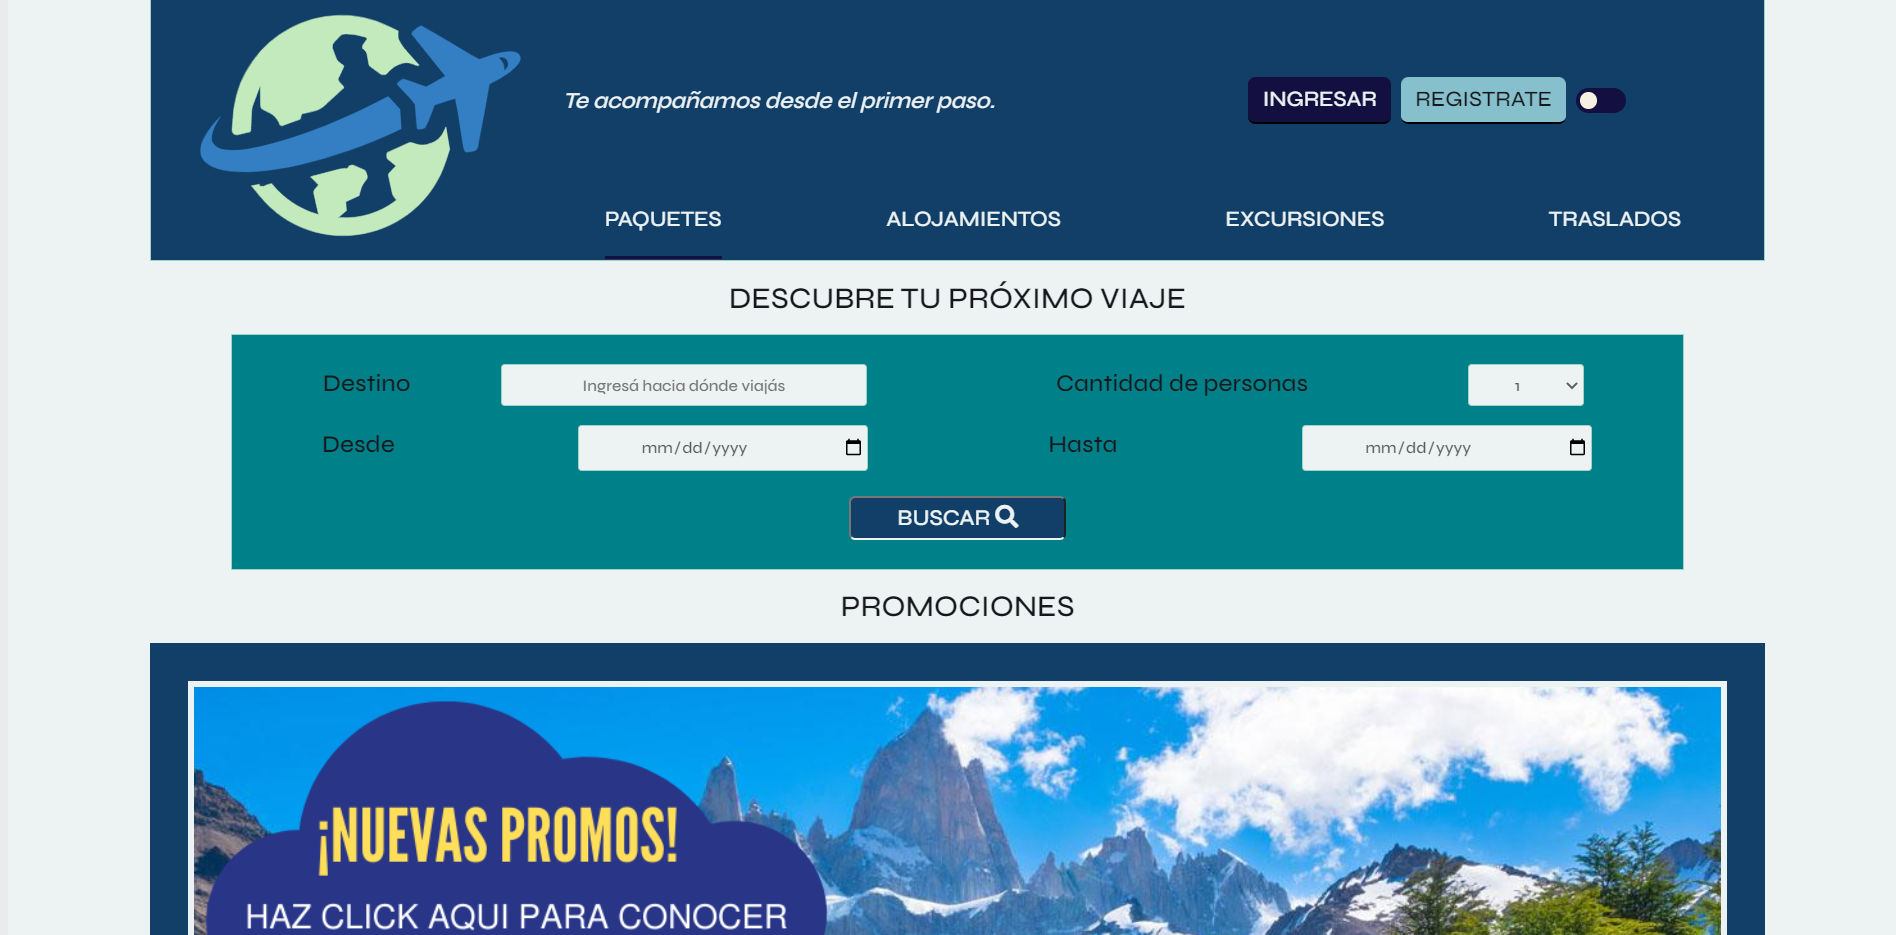 Te acompañamos desde el primer paso.
INGRESAR
REGISTRATE
PAQUETES
ALOJAMIENTOS
EXCURSIONES
TRASLADOS
DESCUBRE TU PRÓXIMO VIAJE
Destino
Ingresá hacia dónde viajás
Cantidad de personas
1
Desde
mm/dd/yyyy
Hasta
mm/dd/yyyy
BUSCAR
PROMOCIONES
¡NUEVAS PROMOS!
HAZ CLICK AQUI PARA CONOCER